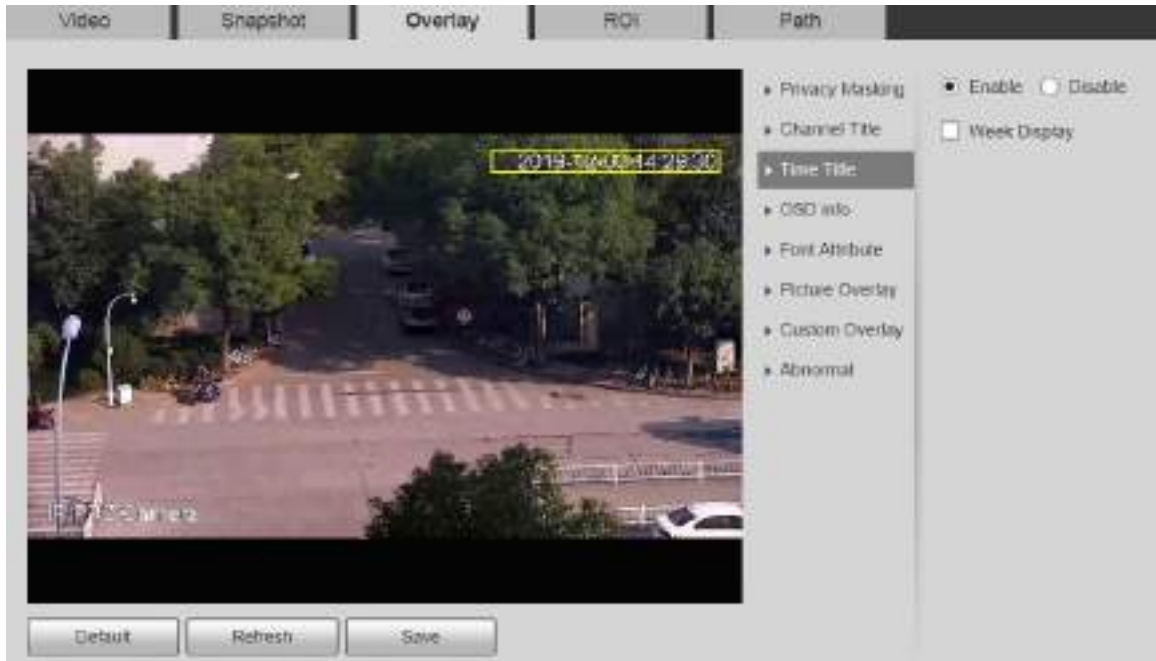 Video
Snapshot
Overlay
ROI
Path
Privacy Masking
Enable
Disable
Channel Title
Week Display
Time Title
OSD info
Font Attribute
Picture Overlay
Custom Overlay
Abnormal
Camera
Default
Refresh
Save